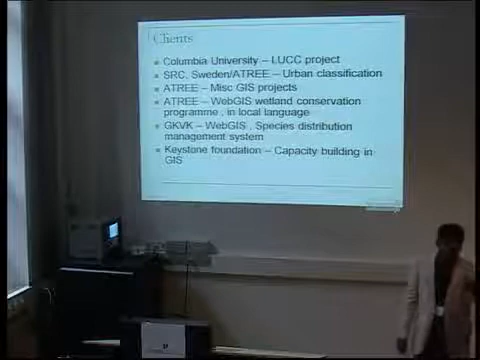 Clients
Columbia University – LUCC project
SRC, Sweden/ATREE – Urban classification
ATREE – Misc GIS projects
ATREE – WebGIS wetland conservation
programme , in local language
GKVK – WebGIS , Species distribution
management system
Keystone foundation – Capacity building in
GIS